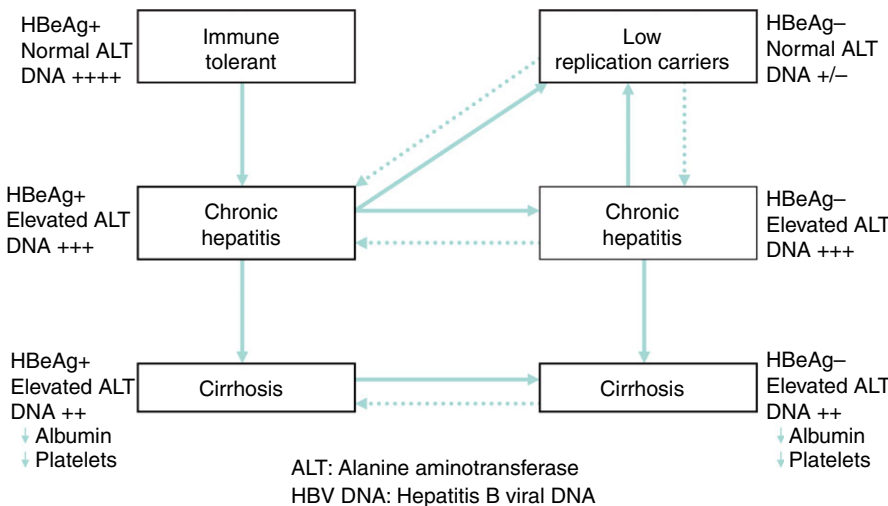 HBeAg+
Normal ALT
DNA ++++
Immune
tolerant
Low
replication carriers
HBeAg–
Normal ALT
DNA +/–
HBeAg+
Elevated ALT
DNA +++
Chronic
hepatitis
Chronic
hepatitis
HBeAg–
Elevated ALT
DNA +++
HBeAg+
Elevated ALT
DNA ++
↓ Albumin
↓ Platelets
Cirrhosis
Cirrhosis
HBeAg–
Elevated ALT
DNA ++
↓ Albumin
↓ Platelets
ALT: Alanine aminotransferase
HBV DNA: Hepatitis B viral DNA